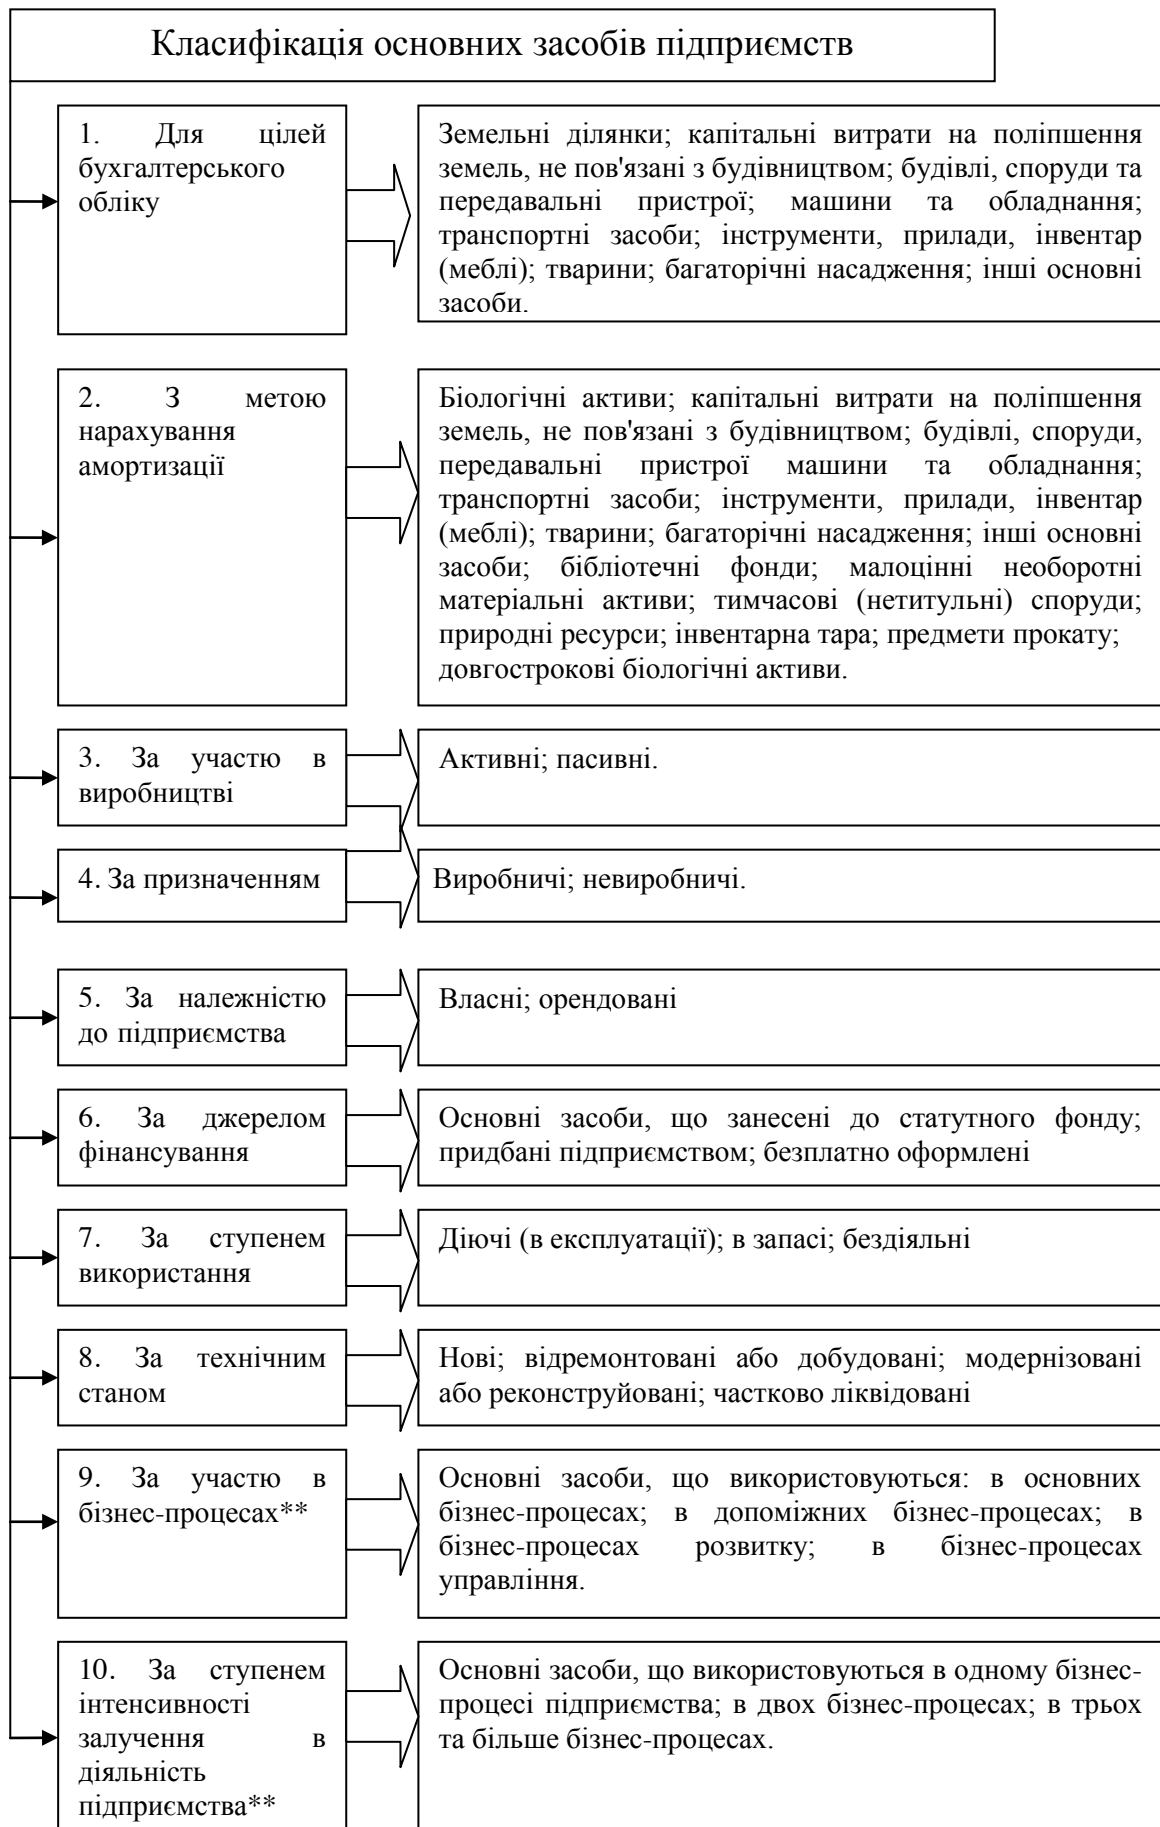 Класифікація основних засобів підприємств
1. Для цілей
бухгалтерського
обліку
Земельні ділянки; капітальні витрати на поліпшення
земель, не пов'язані з будівництвом; будівлі, споруди та
передавальні пристрої; машини та обладнання;
транспортні засоби; інструменти, прилади, інвентар
(меблі); тварини; багаторічні насадження; інші основні
засоби.
2. З метою
нарахування
амортизації
Біологічні активи; капітальні витрати на поліпшення
земель, не пов'язані з будівництвом; будівлі, споруди,
передавальні пристрої машини та обладнання;
транспортні засоби; інструменти, прилади, інвентар
(меблі); тварини; багаторічні насадження; інші основні
засоби; бібліотечні фонди; малоцінні необоротні
матеріальні активи; тимчасові (нетитульні) споруди;
природні ресурси; інвентарна тара; предмети прокату;
довгострокові біологічні активи.
3. За участю в
виробництві
Активні; пасивні.
4. За призначенням
Виробничі; невиробничі.
5. За належністю
до підприємства
Власні; орендовані
6. За джерелом
фінансування
Основні засоби, що занесені до статутного фонду;
придбані підприємством; безплатно оформлені
7. За ступенем
використання
Діючі (в експлуатації); в запасі; бездіяльні
8. За технічним
станом
Нові; відремонтовані або добудовані; модернізовані
або реконструйовані; частково ліквідовані
9. За участю в
бізнес-процесах**
Основні засоби, що використовуються: в основних
бізнес-процесах; в допоміжних бізнес-процесах; в
бізнес-процесах розвитку; в бізнес-процесах
управління.
10. За ступенем
інтенсивності
залучення в
діяльність
підприємства**
Основні засоби, що використовуються в одному бізнес-
процесі підприємства; в двох бізнес-процесах; в трьох
та більше бізнес-процесах.